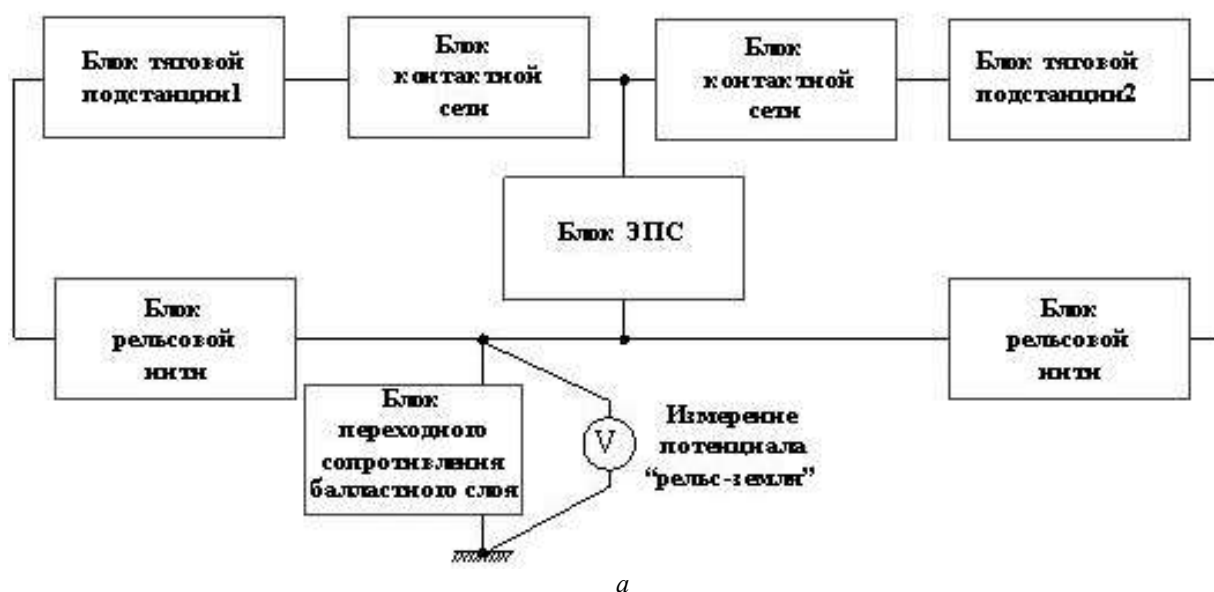 Блок тяговой
подстанции1
Блок
контактной
сети
Блок
контактной
сети
Блок тяговой
подстанции2
Блок ЭПС
Блок
рельсовой
нити
Блок
рельсовой
нити
Блок
переходного
сопротивления
балластного слоя
V
Измерение
потенциала
“рельс-земля”
а